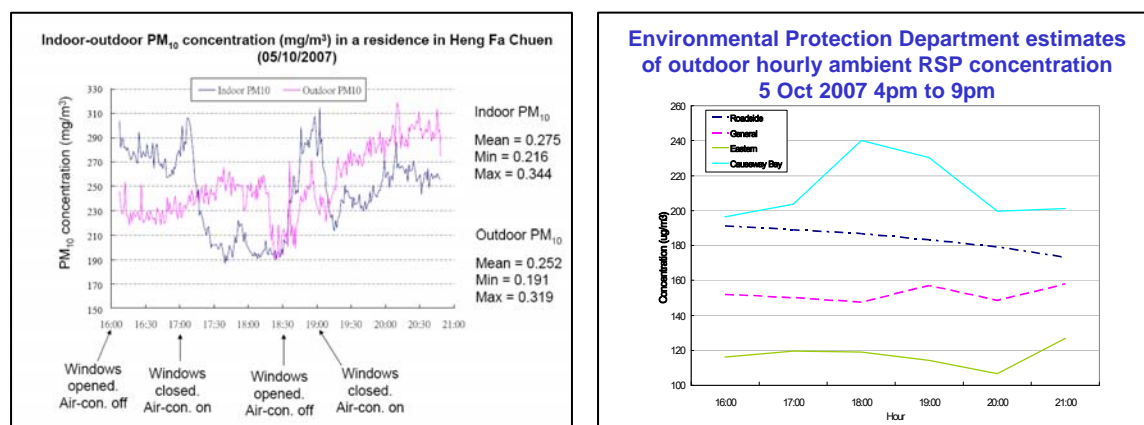 Indoor-outdoor PM10 concentration (mg/m³) in a residence in Heng Fa Chuen
(05/10/2007)
PM10 concentration (mg/m³)
330
310
290
270
250
230
210
190
170
150
Indoor PM10
Outdoor PM10
16:00
16:30
17:00
17:30
18:00
18:30
19:00
19:30
20:00
20:30
21:00
Windows
opened.
Air-con. off
Windows
closed.
Air-con. on
Windows
opened.
Air-con. off
Windows
closed.
Air-con. on
Indoor PM10
Mean = 0.275
Min = 0.216
Max = 0.344
Outdoor PM10
Mean = 0.252
Min = 0.191
Max = 0.319
Environmental Protection Department estimates
of outdoor hourly ambient RSP concentration
5 Oct 2007 4pm to 9pm
Concentration (ug/m3)
260
240
220
200
180
160
140
120
100
Roadside
General
Eastern
Causeway Bay
16:00
17:00
18:00
19:00
20:00
21:00
Hour